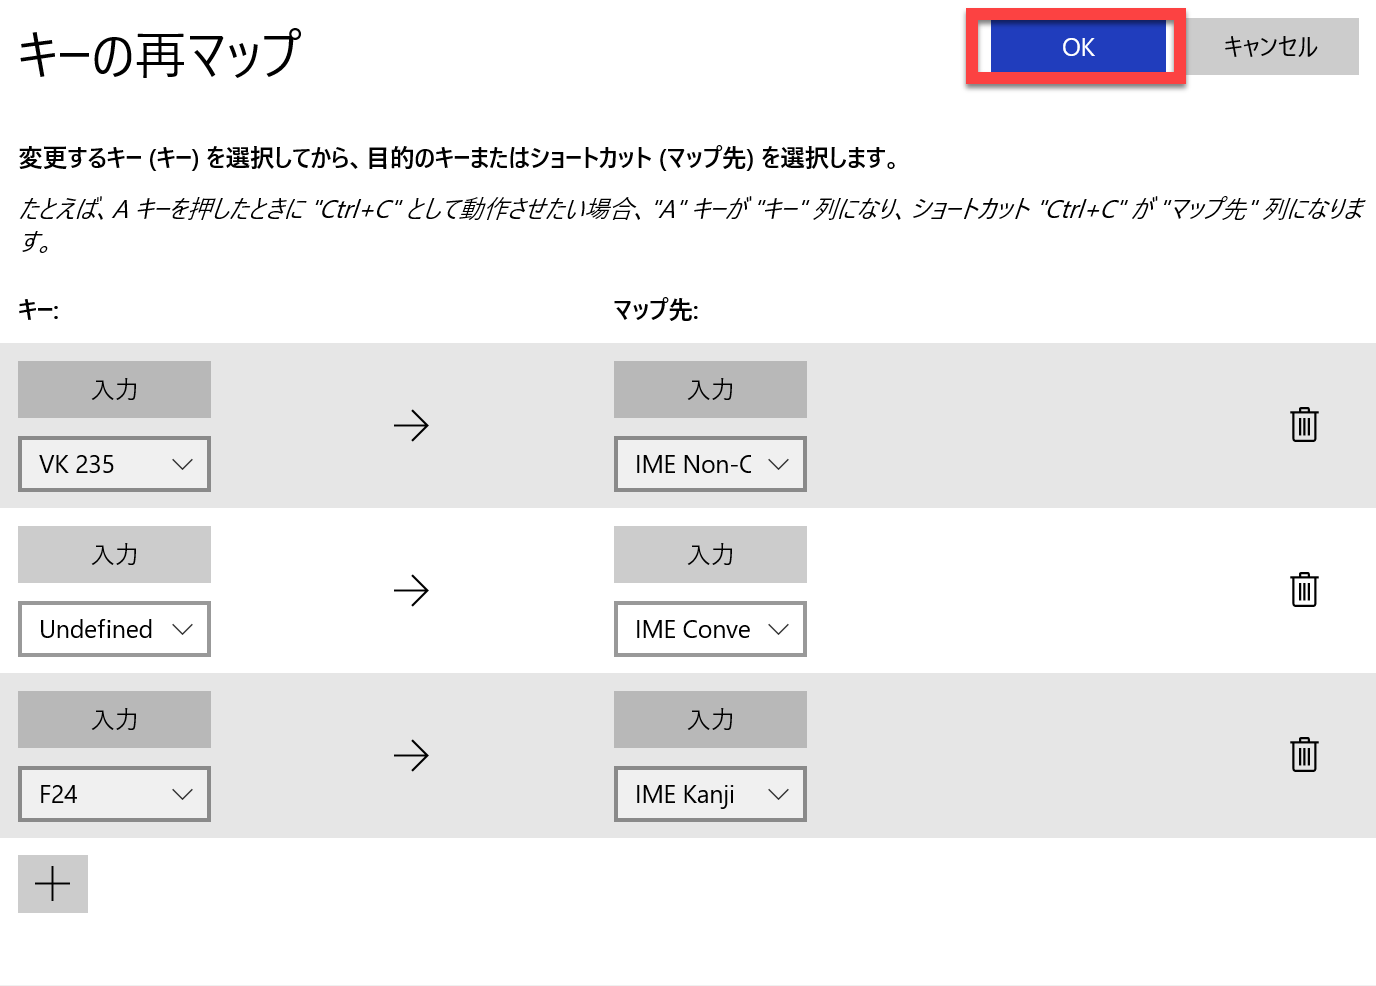 キーの再マップ
OK
キャンセル
変更するキー (キー) を選択してから、目的のキーまたはショートカット (マップ先) を選択します。
たとえば、A キーを押したときに "Ctrl+C" として動作させたい場合、"A" キーが "キー" 列になり、ショートカット "Ctrl+C" が "マップ先" 列になりま
す。
キー:
マップ先:
入力
入力
VK 235
IME Non-C
入力
入力
Undefined
IME Conve
入力
入力
F24
IME Kanji